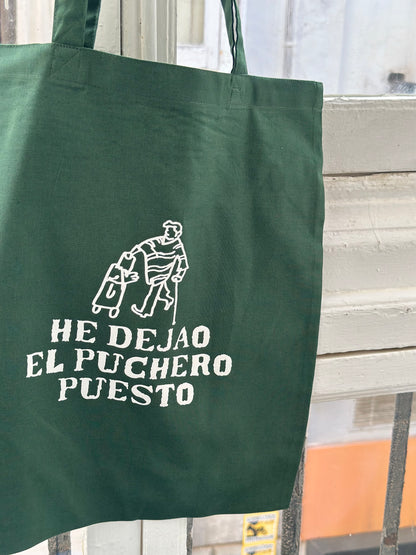 HE DEJAO
EL PUCHERO
PUESTO